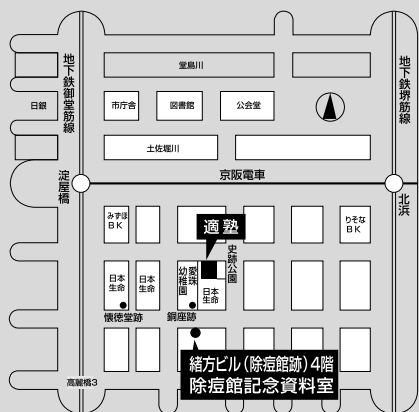 地下鉄御堂筋線
堂島川
地下鉄堺筋線
日銀
市庁舎
図書館
公会堂
土佐堀川
淀屋橋
京阪電車
北浜
みずほ
BK
適塾
りそな
BK
史跡公園
日本
生命
日本
生命
愛珠
幼稚園
日本
生命
懐徳堂跡
銅座跡
緒方ビル(除痘館跡)4階
除痘館記念資料室
高麗橋3